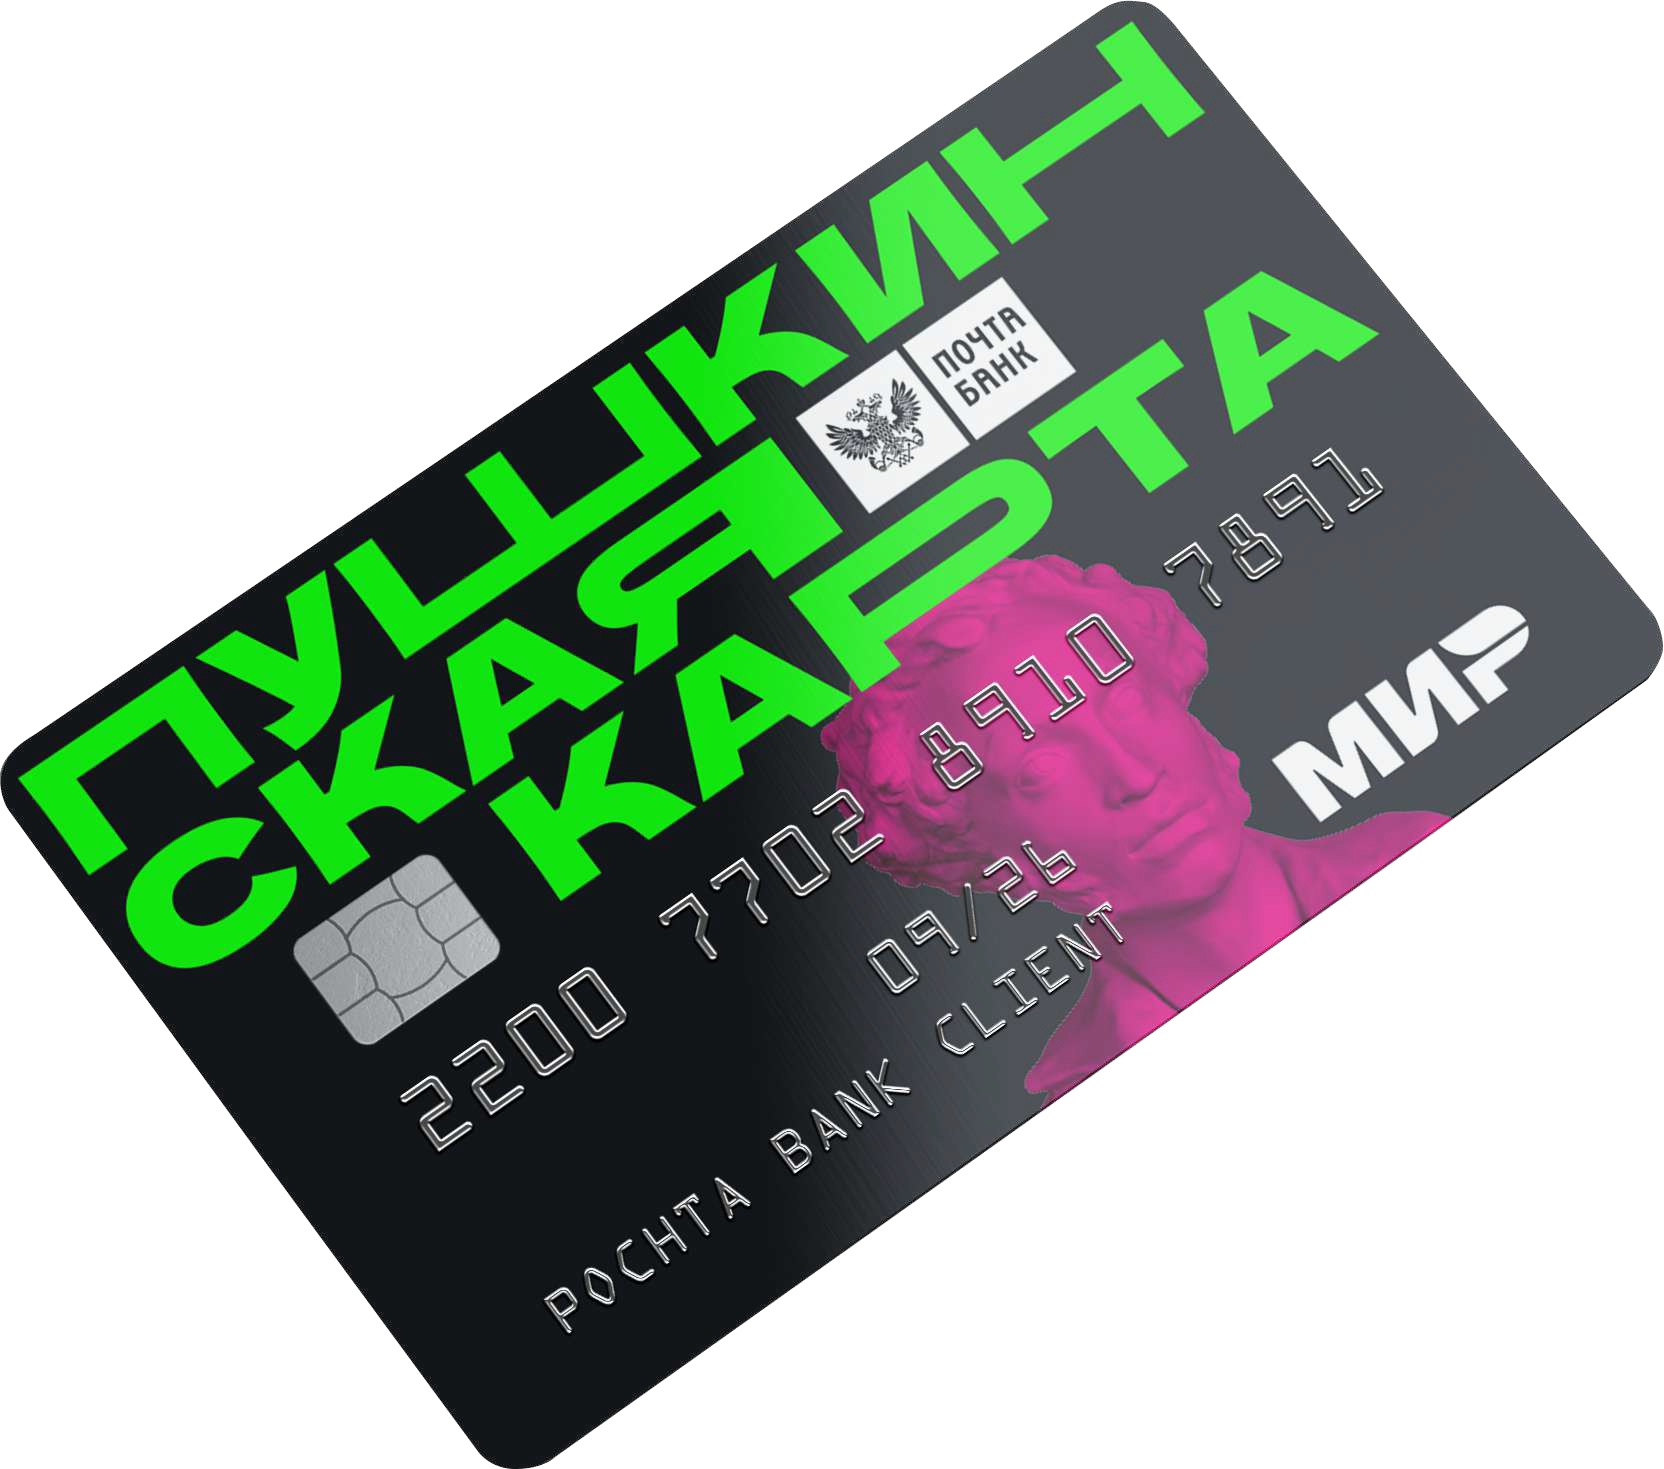 ПУШКИН
СКАЯ
ПОЧТА
БАНК
КАРТА
2200 7702 8910 7891
МИР
09/26
POCHTA BANK CLIENT